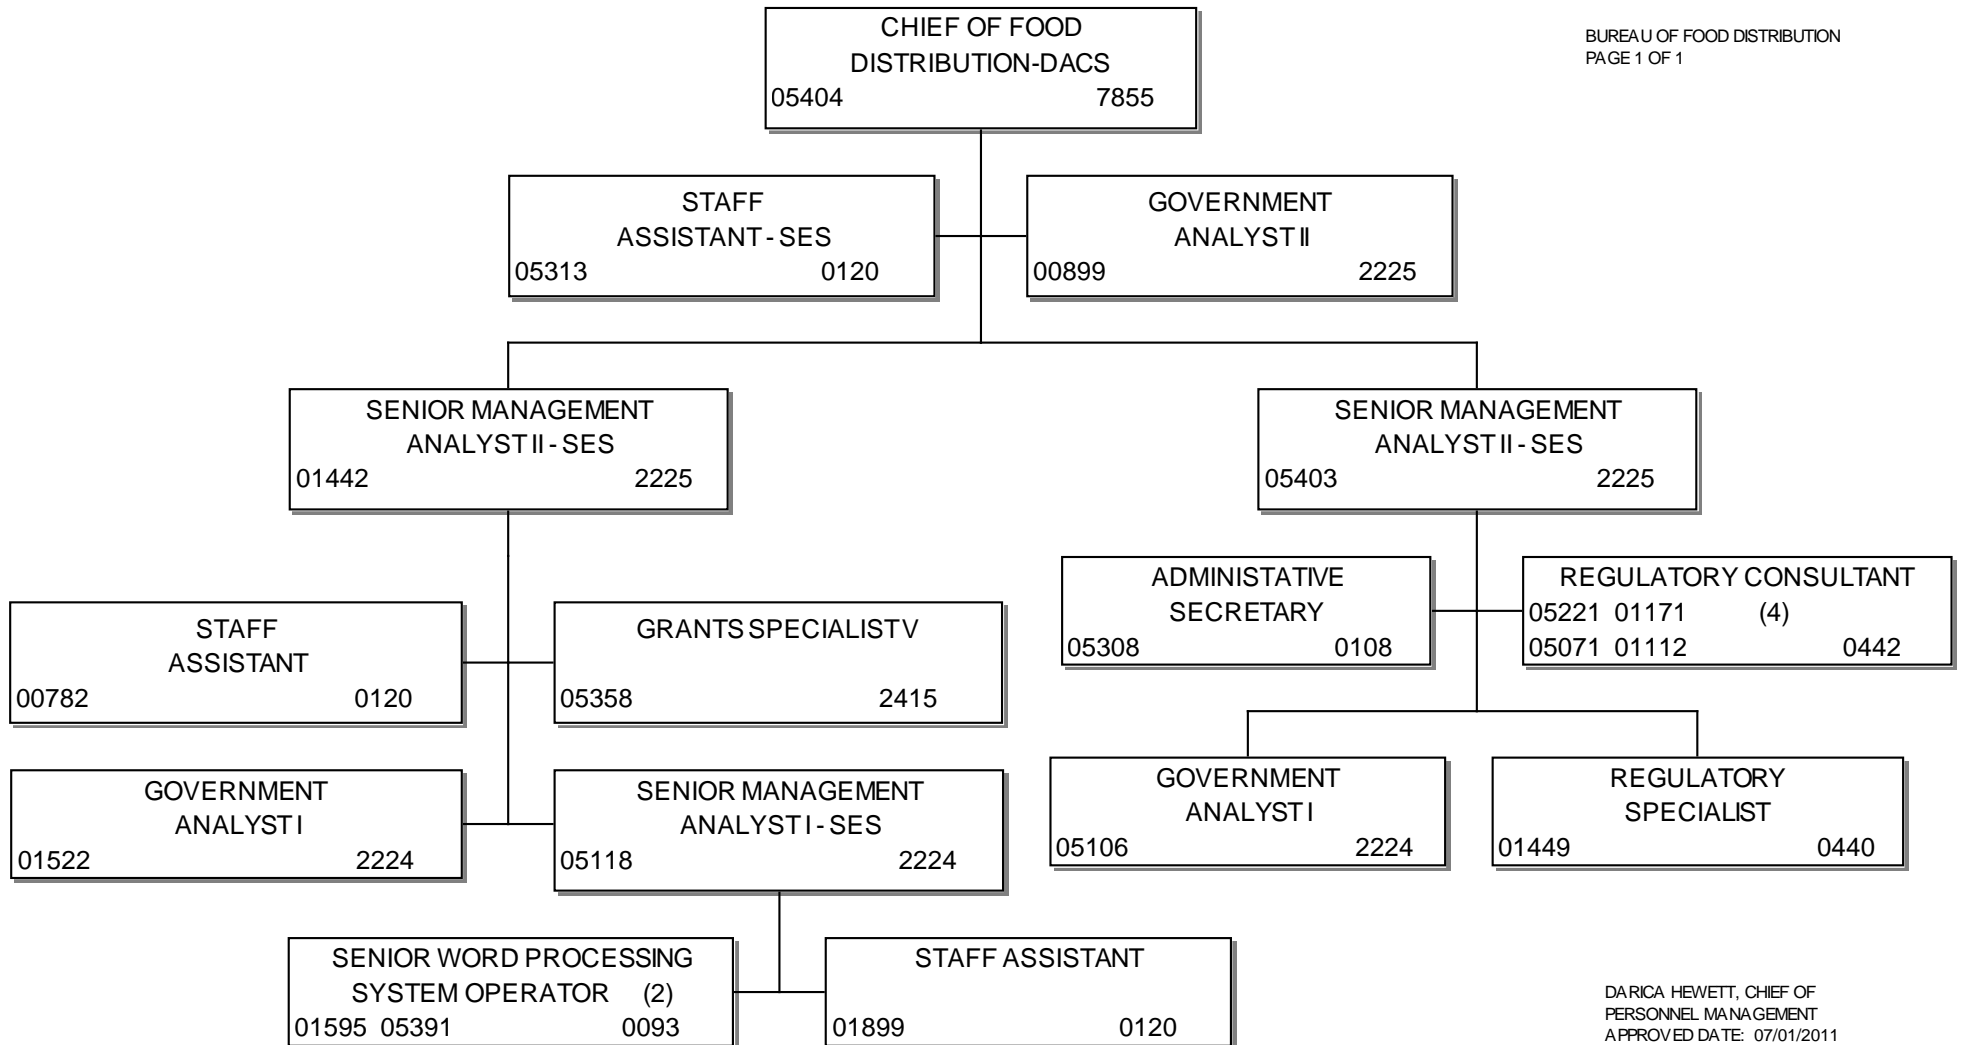 CHIEF OF FOOD
DISTRIBUTION-DACS
05404 7855
BUREAU OF FOOD DISTRIBUTION
PAGE 1 OF 1
STAFF
ASSISTANT - SES
05313 0120
GOVERNMENT
ANALYST II
00899 2225
SENIOR MANAGEMENT
ANALYST II - SES
01442 2225
SENIOR MANAGEMENT
ANALYST II - SES
05403 2225
STAFF
ASSISTANT
00782 0120
GRANTS SPECIALIST V
05358 2415
GOVERNMENT
ANALYST I
01522 2224
SENIOR MANAGEMENT
ANALYST I - SES
05118 2224
SENIOR WORD PROCESSING
SYSTEM OPERATOR (2)
01595 05391 0093
STAFF ASSISTANT
01899 0120
ADMINISTATIVE
SECRETARY
05308 0108
REGULATORY CONSULTANT
05221 01171 (4)
05071 01112 0442
GOVERNMENT
ANALYST I
05106 2224
REGULATORY
SPECIALIST
01449 0440
DARICA HEWETT, CHIEF OF
PERSONNEL MANAGEMENT
APPROVED DATE: 07/01/2011